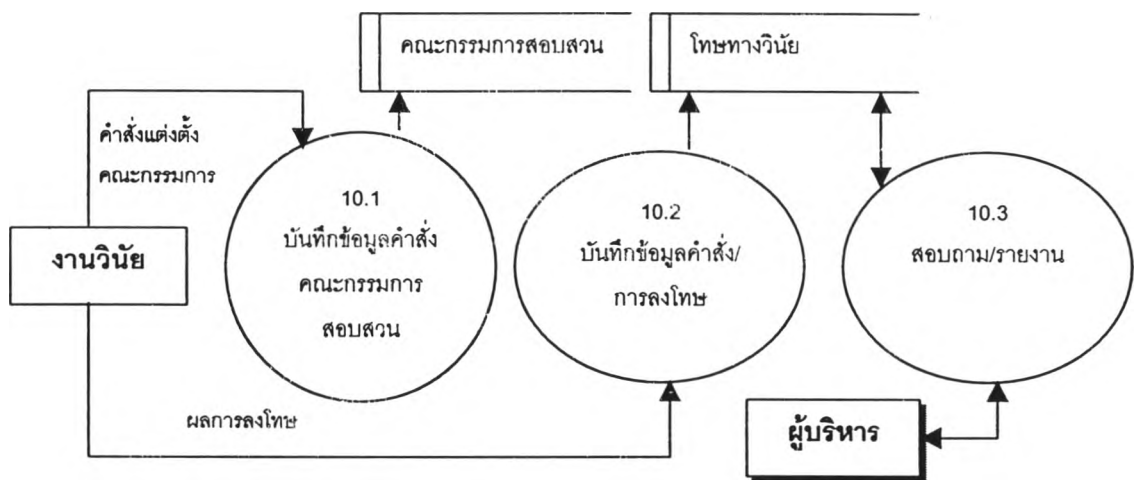 คณะกรรมการสอบสวน
โทษทางวินัย
คำสั่งแต่งตั้ง
คณะกรรมการ
งานวินัย
10.1
บันทึกข้อมูลคำสั่ง
คณะกรรมการ
สอบสวน
10.2
บันทึกข้อมูลคำสั่ง/
การลงโทษ
10.3
สอบถาม/รายงาน
ผลการลงโทษ
ผู้บริหาร